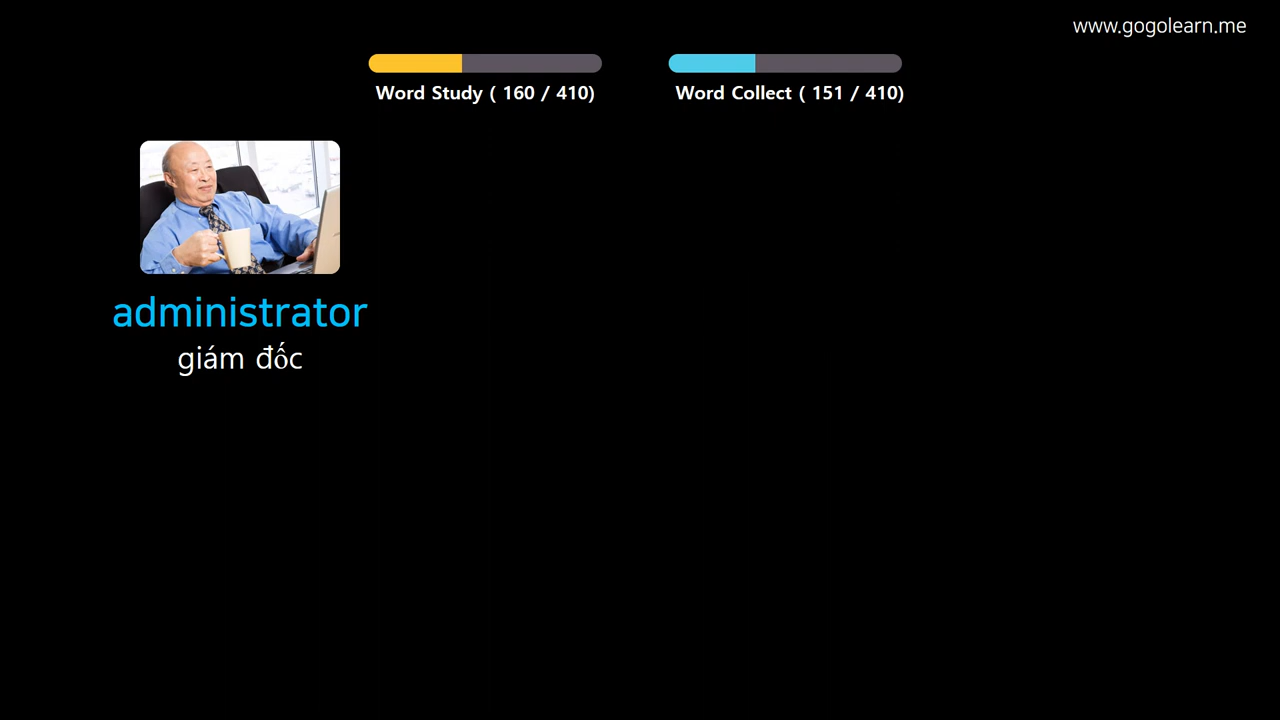 www.gogolearn.me
Word Study ( 160 / 410)
Word Collect ( 151 / 410)
administrator
giám đốc